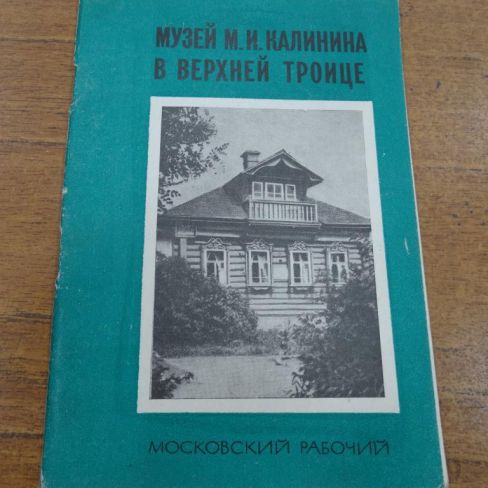 МУЗЕЙ М.И.КАЛИНИНА
В ВЕРХНЕЙ ТРОИЦЕ
МОСКОВСКИЙ РАБОЧИЙ